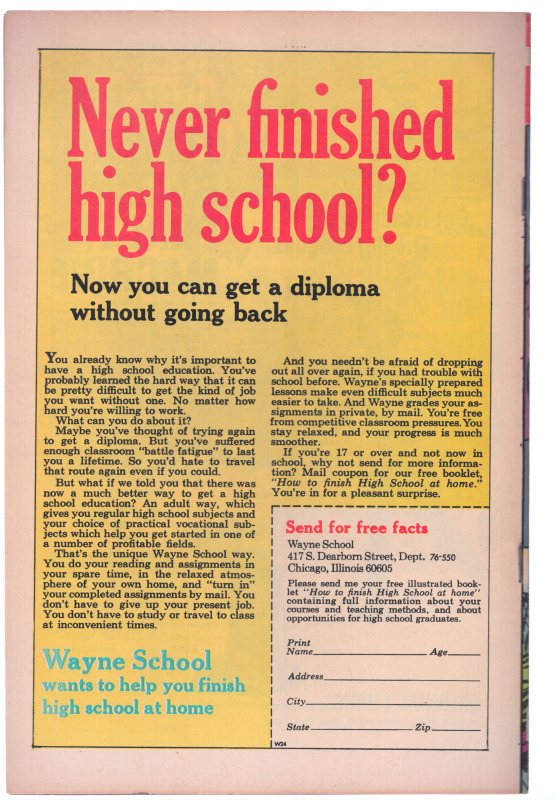 Never finished
high school?
Now you can get a diploma
without going back
You already know why it's important to
have a high school education. You've
probably learned the hard way that it can
be pretty difficult to get the kind of job
you want without one. No matter how
hard you're willing to work.
What can you do about it?
Maybe you've thought of trying again
to get a diploma. But you've suffered
enough classroom "battle fatigue" to last
you a lifetime. So you'd hate to travel
that route again even if you could.
But what if we told you that there was
now a much better way to get a high
school education? An adult way, which
gives you regular high school subjects and
your choice of practical vocational sub-
jects which help you get started in one of
a number of profitable fields.
That's the unique Wayne School way.
You do your reading and assignments in
your spare time, in the relaxed atmos-
phere of your own home, and "turn in"
your completed assignments by mail. You
don't have to give up your present job.
You don't have to study or travel to class
at inconvenient times.
Wayne School
wants to help you finish
high school at home
And you needn't be afraid of dropping
out all over again, if you had trouble with
school before. Wayne's specially prepared
lessons make even difficult subjects much
easier to take. And Wayne grades your as-
signments in private, by mail. You're free
from competitive classroom pressures. You
stay relaxed, and your progress is much
smoother.
If you're 17 or over and not now in
school, why not send for more informa-
tion? Mail coupon for our free booklet,
"How to finish High School at home."
You're in for a pleasant surprise.
Send for free facts
Wayne School
417 S. Dearborn Street, Dept. 76-550
Chicago, Illinois 60605
Please send me your free illustrated book-
let "How to finish High School at home"
containing full information about your
courses and teaching methods, and about
opportunities for high school graduates.
Print
Name Age
Address
City
State Zip
W24